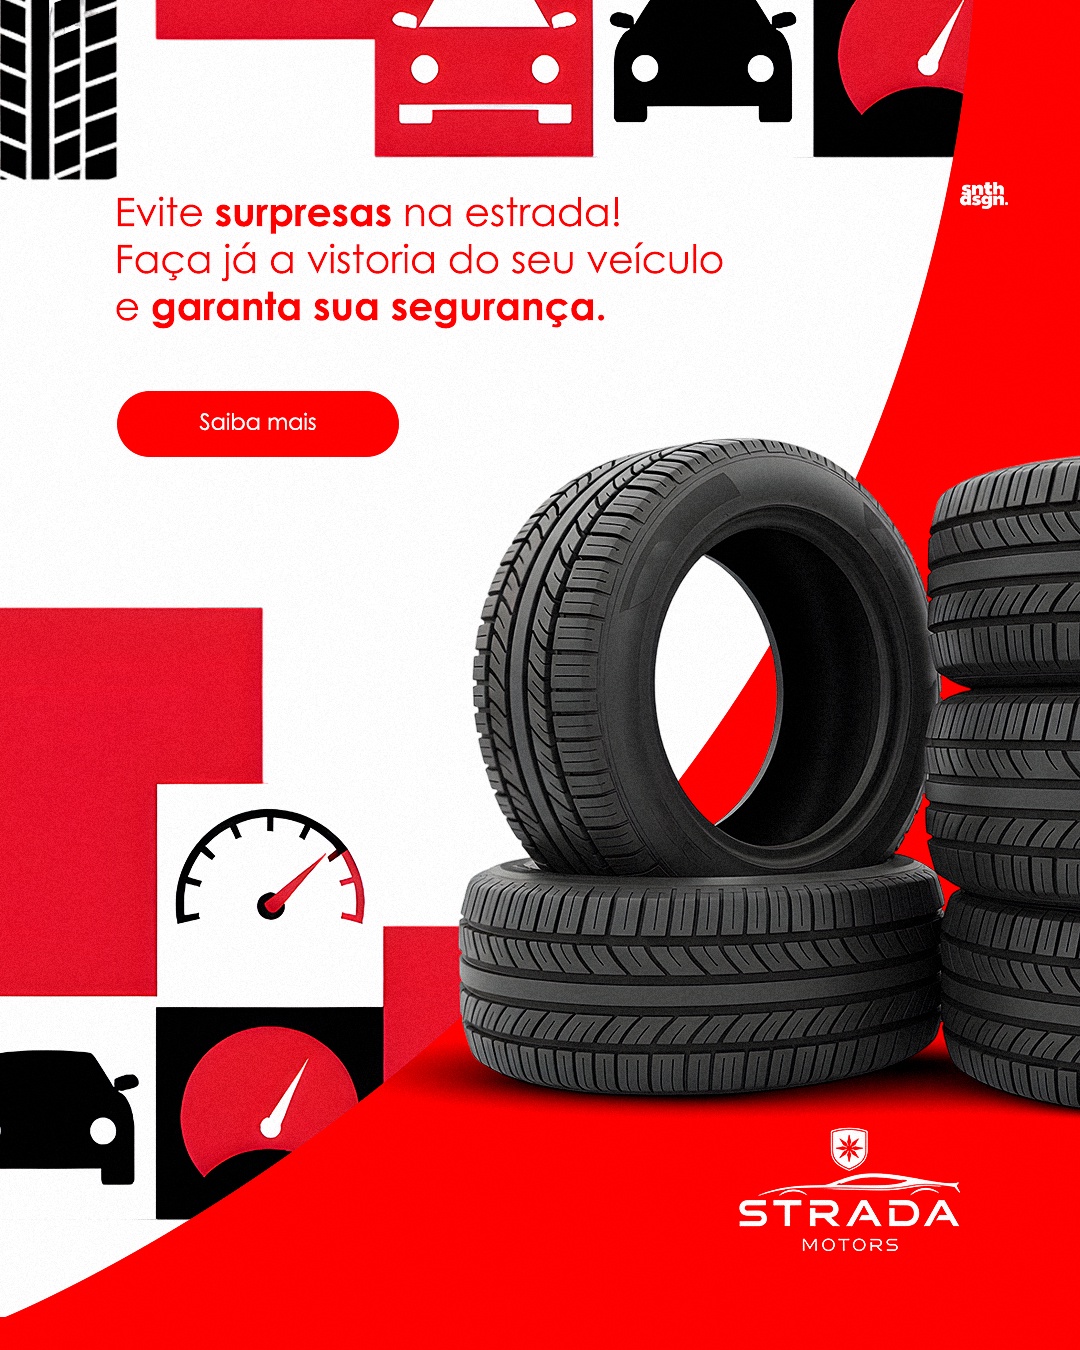 snth
dsgn.
Evite surpresas na estrada!
Faça já a vistoria do seu veículo
e garanta sua segurança.
Saiba mais
STRADA
MOTORS